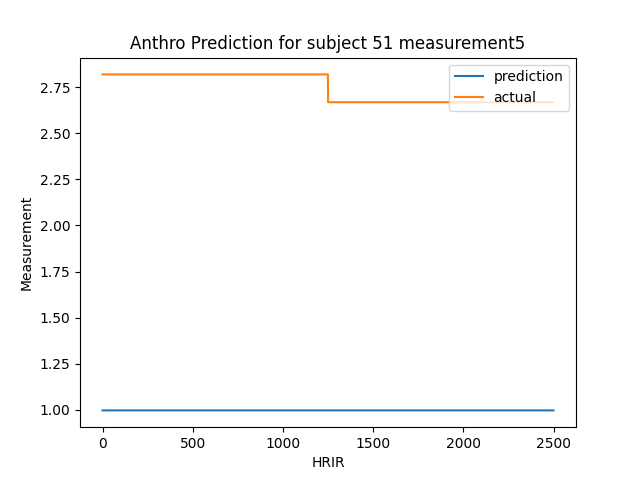 Anthro Prediction for subject 51 measurement5
prediction
actual
Measurement
2.75
2.50
2.25
2.00
1.75
1.50
1.25
1.00
0 500 1000 1500 2000 2500
HRIR